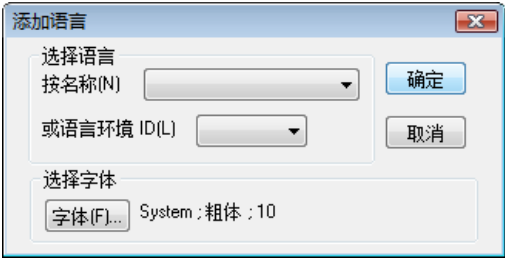 添加语言
选择语言
按名称(N)
确定
或语言环境 ID(L)
取消
选择字体
字体(F)... System ; 粗体 ; 10